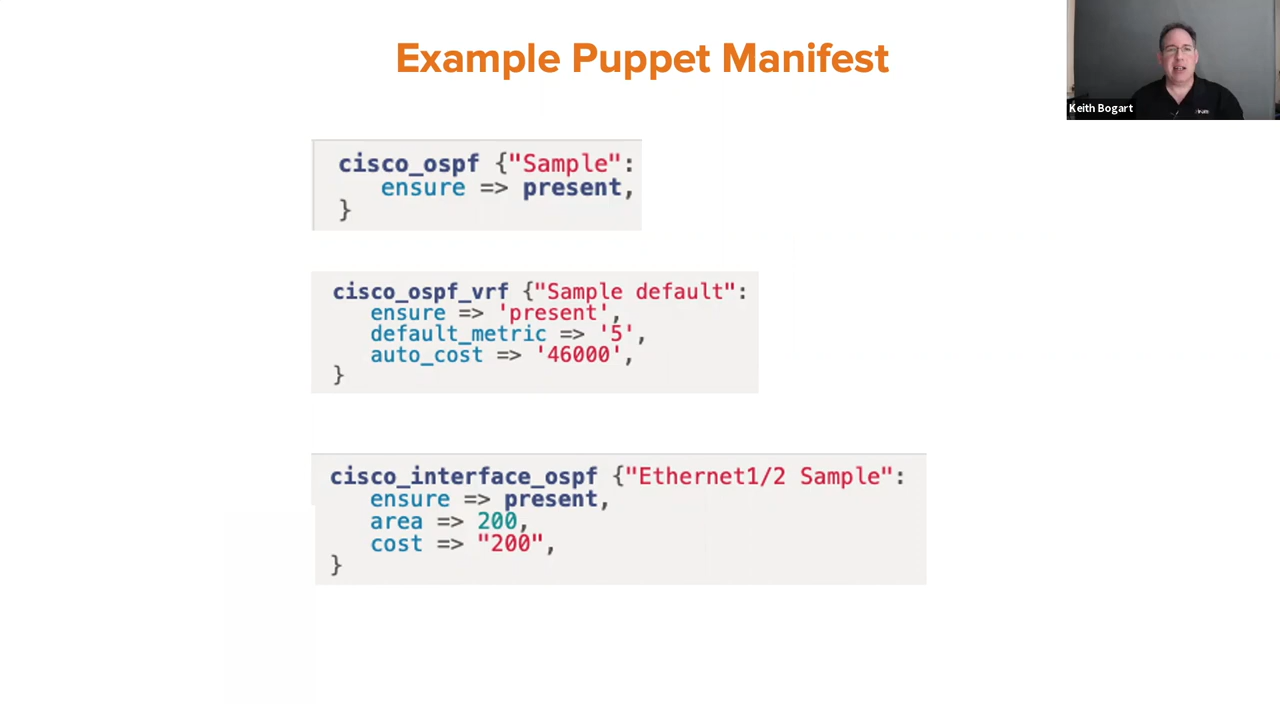 Example Puppet Manifest
Keith Bogart
cisco_ospf {"Sample":
ensure => present,
}
cisco_ospf_vrf {"Sample default":
ensure => 'present',
default_metric => '5',
auto_cost => '46000',
}
cisco_interface_ospf {"Ethernet1/2 Sample":
ensure => present,
area => 200,
cost => "200",
}